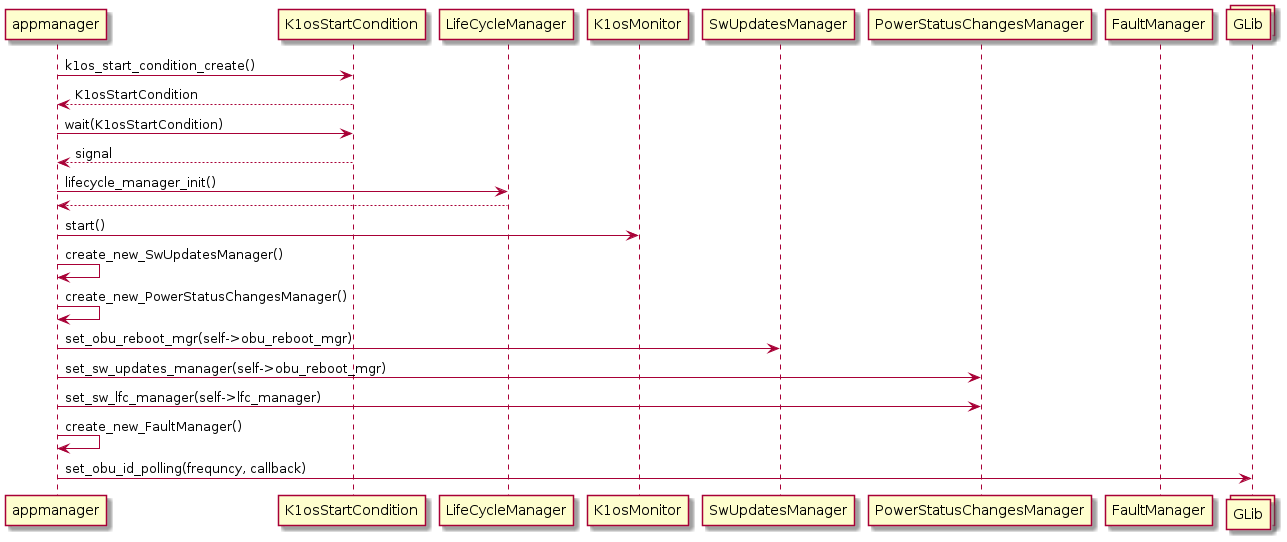 appmanager K1osStartCondition LifeCycleManager K1osMonitor SwUpdatesManager PowerStatusChangesManager FaultManager GLib
k1os_start_condition_create()
K1osStartCondition
wait(K1osStartCondition)
signal
lifecycle_manager_init()
start()
create_new_SwUpdatesManager()
create_new_PowerStatusChangesManager()
set_obu_reboot_mgr(self->obu_reboot_mgr)
set_sw_updates_manager(self->obu_reboot_mgr)
set_sw_lfc_manager(self->lfc_manager)
create_new_FaultManager()
set_obu_id_polling(frequncy, callback)
appmanager K1osStartCondition LifeCycleManager K1osMonitor SwUpdatesManager PowerStatusChangesManager FaultManager GLib